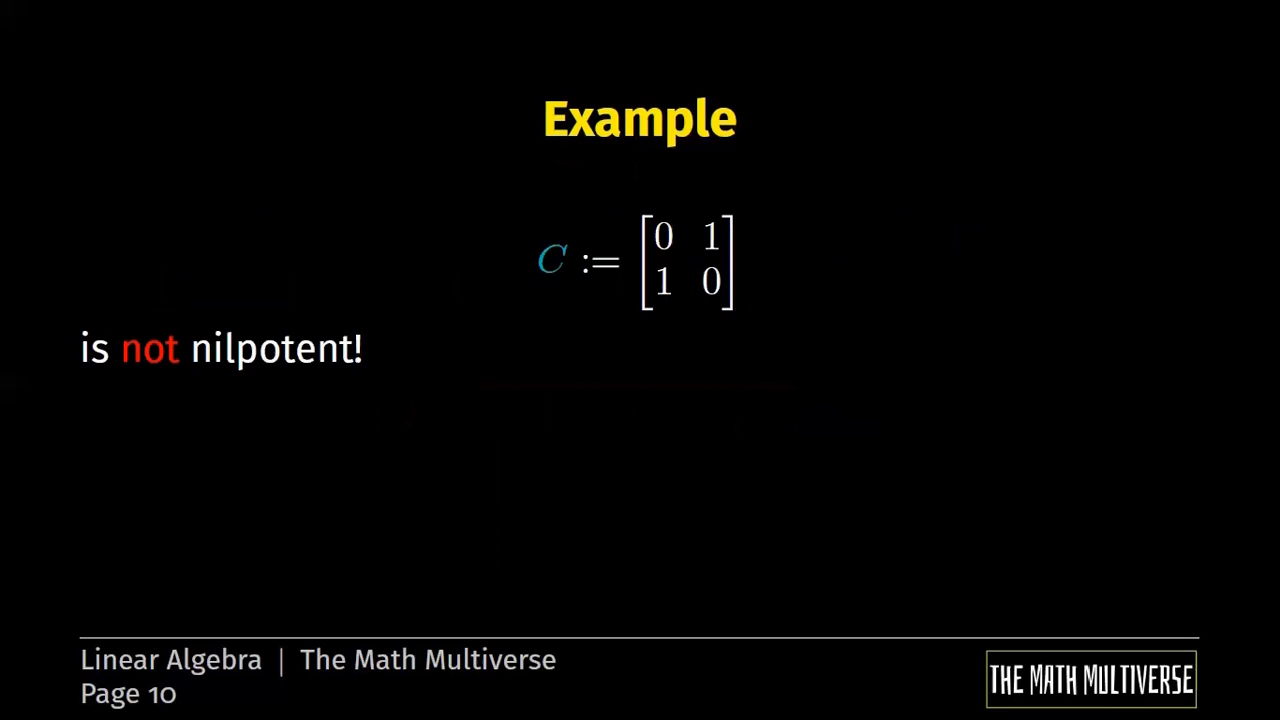 Example
C := [0 1
1 0]
is not nilpotent!
Linear Algebra | The Math Multiverse
Page 10
THE MATH MULTIVERSE